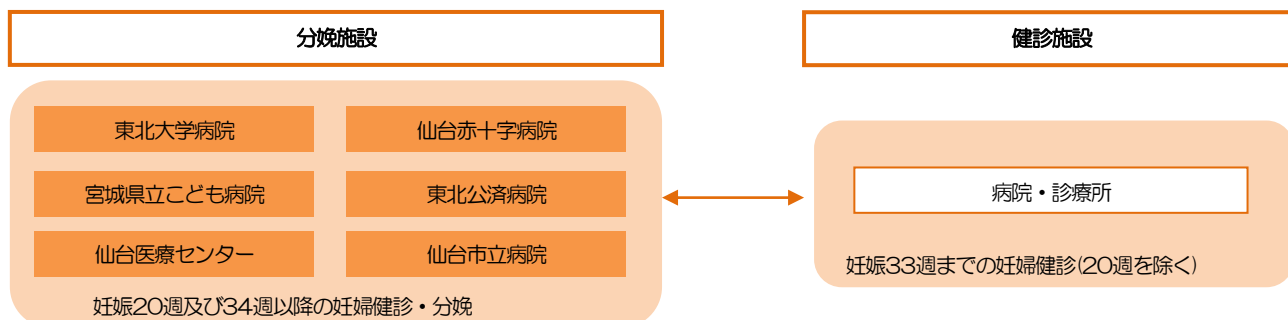 分娩施設
健診施設
東北大学病院
仙台赤十字病院
宮城県立こども病院
東北公済病院
仙台医療センター
仙台市立病院
妊娠20週及び34週以降の妊婦健診・分娩
病院・診療所
妊娠33週までの妊婦健診(20週を除く)